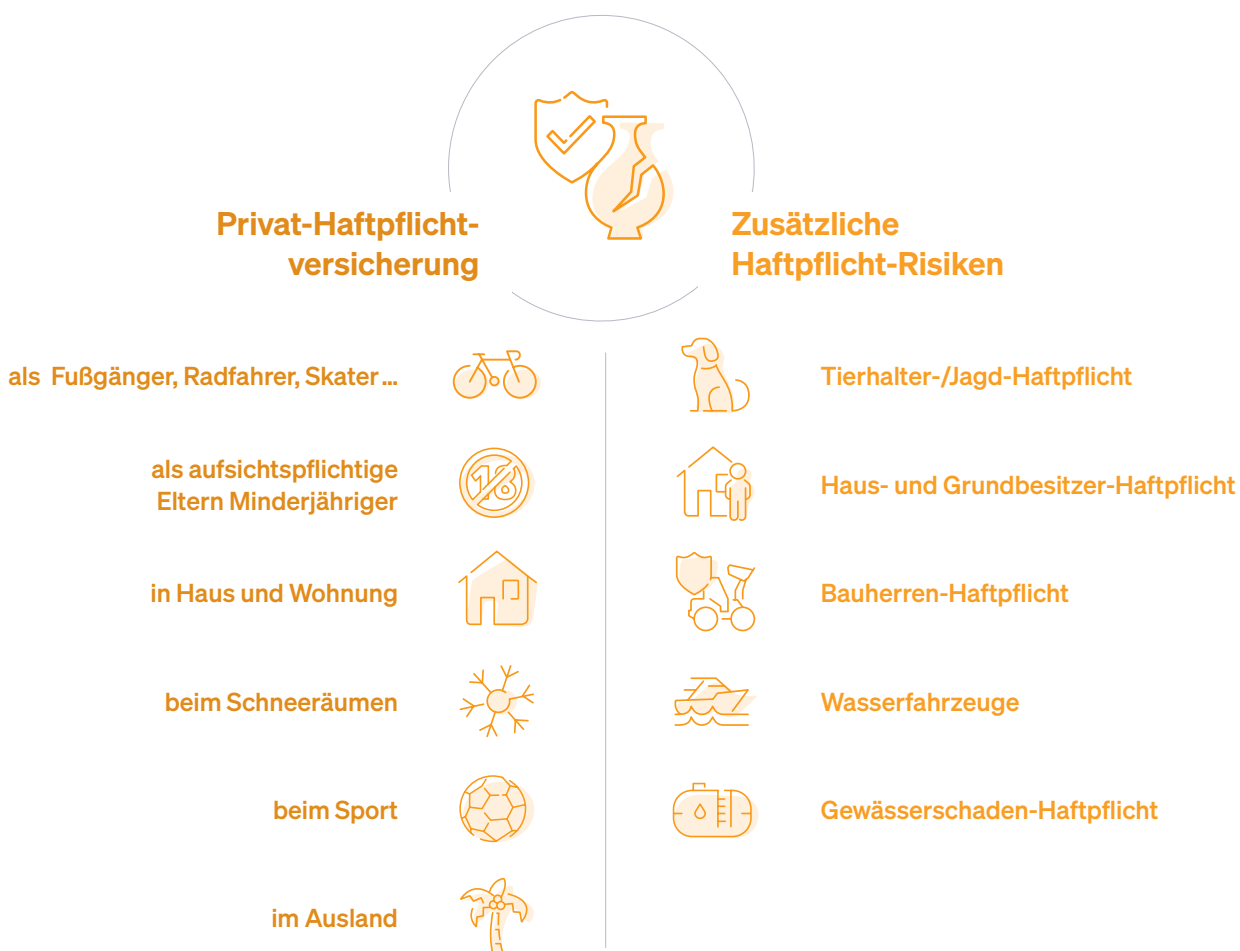 Privat-Haftpflicht-
versicherung
als Fußgänger, Radfahrer, Skater ...
als aufsichtspflichtige
Eltern Minderjähriger
18
in Haus und Wohnung
beim Schneeräumen
beim Sport
im Ausland
Zusätzliche
Haftpflicht-Risiken
Tierhalter-/Jagd-Haftpflicht
Haus- und Grundbesitzer-Haftpflicht
Bauherren-Haftpflicht
Wasserfahrzeuge
Gewässerschaden-Haftpflicht